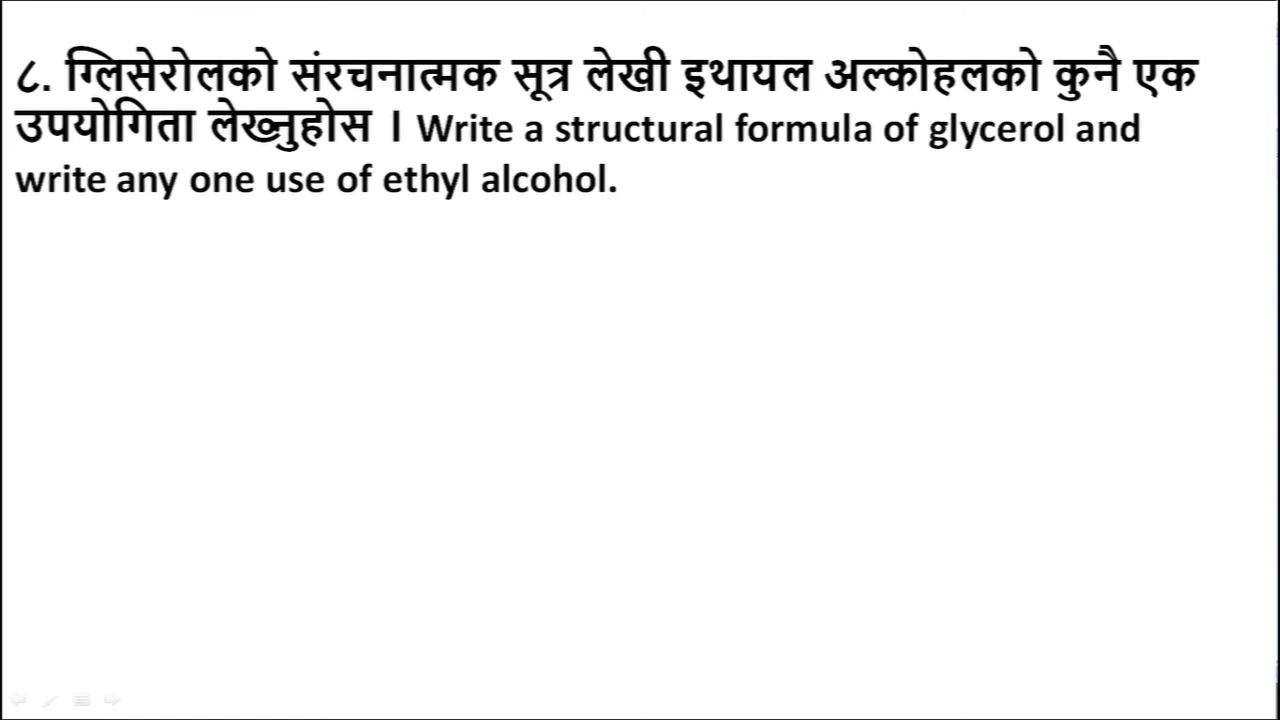 ८. ग्लिसेरोलको संरचनात्मक सूत्र लेखी इथायल अल्कोहलको कुनै एक
उपयोगिता लेख्नुहोस । Write a structural formula of glycerol and
write any one use of ethyl alcohol.